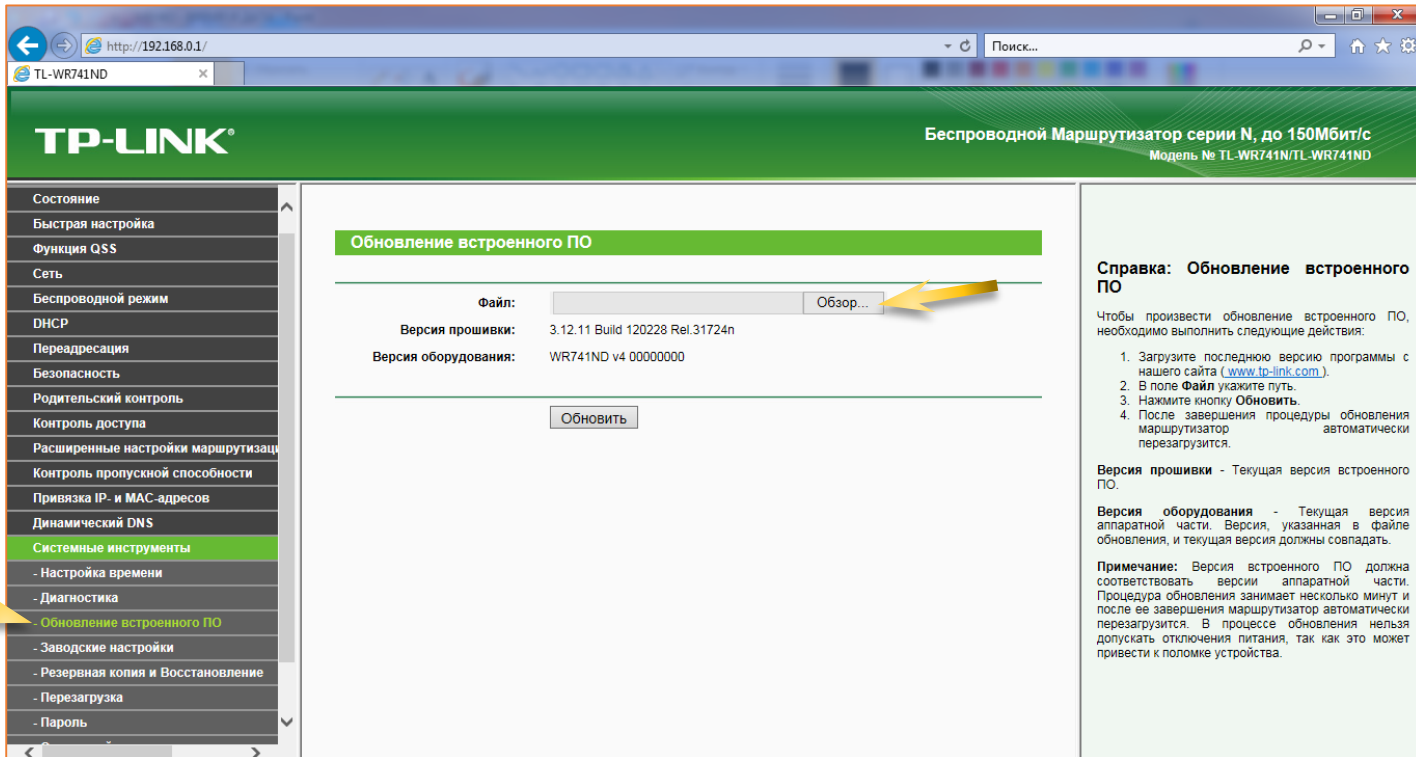 http://192.168.0.1/
Поиск...
TL-WR741ND
TP-LINK®
Беспроводной Маршрутизатор серии N, до 150Мбит/с
Модель № TL-WR741N/TL-WR741ND
Состояние
Быстрая настройка
Функция QSS
Сеть
Беспроводной режим
DHCP
Переадресация
Безопасность
Родительский контроль
Контроль доступа
Расширенные настройки маршрутизаци
Контроль пропускной способности
Привязка IP- и MAC-адресов
Динамический DNS
Системные инструменты
- Настройка времени
- Диагностика
- Обновление встроенного ПО
- Заводские настройки
- Резервная копия и Восстановление
- Перезагрузка
- Пароль
Обновление встроенного ПО
Файл:
Обзор...
Версия прошивки: 3.12.11 Build 120228 Rel.31724n
Версия оборудования: WR741ND v4 00000000
Обновить
Справка: Обновление встроенного
ПО
Чтобы произвести обновление встроенного ПО,
необходимо выполнить следующие действия:
1. Загрузите последнюю версию программы с
нашего сайта ( www.tp-link.com ).
2. В поле Файл укажите путь.
3. Нажмите кнопку Обновить.
4. После завершения процедуры обновления
маршрутизатор автоматически
перезагрузится.
Версия прошивки - Текущая версия встроенного
ПО.
Версия оборудования - Текущая версия
аппаратной части. Версия, указанная в файле
обновления, и текущая версия должны совпадать.
Примечание: Версия встроенного ПО должна
соответствовать версии аппаратной части.
Процедура обновления занимает несколько минут и
после ее завершения маршрутизатор автоматически
перезагрузится. В процессе обновления нельзя
допускать отключения питания, так как это может
привести к поломке устройства.